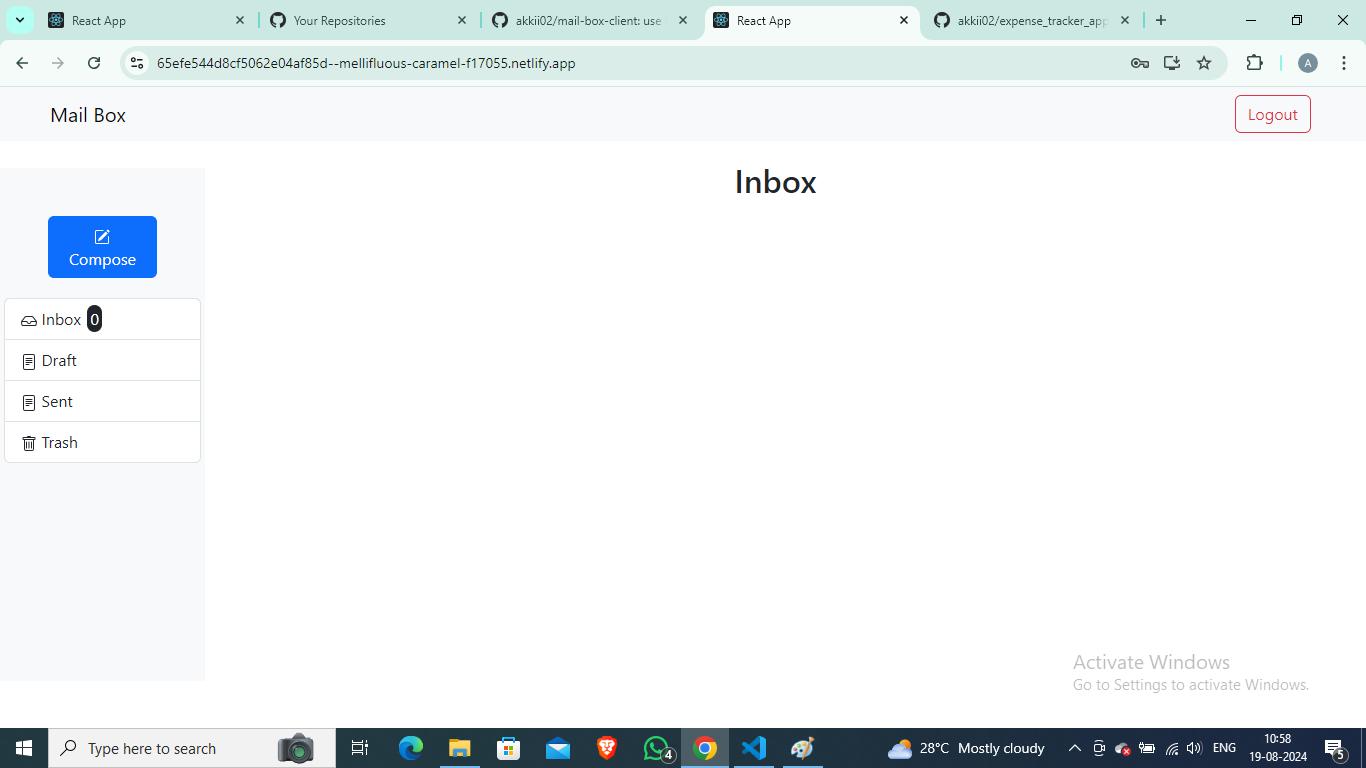 React App
Your Repositories
akkii02/mail-box-client: use
React App
akkii02/expense_tracker_app
65efe544d8cf5062e04af85d--mellifluous-caramel-f17055.netlify.app
A
Mail Box
Logout
Inbox
Compose
Inbox 0
Draft
Sent
Trash
Activate Windows
Go to Settings to activate Windows.
Type here to search
4
28°C Mostly cloudy
ENG
10:58
19-08-2024
5